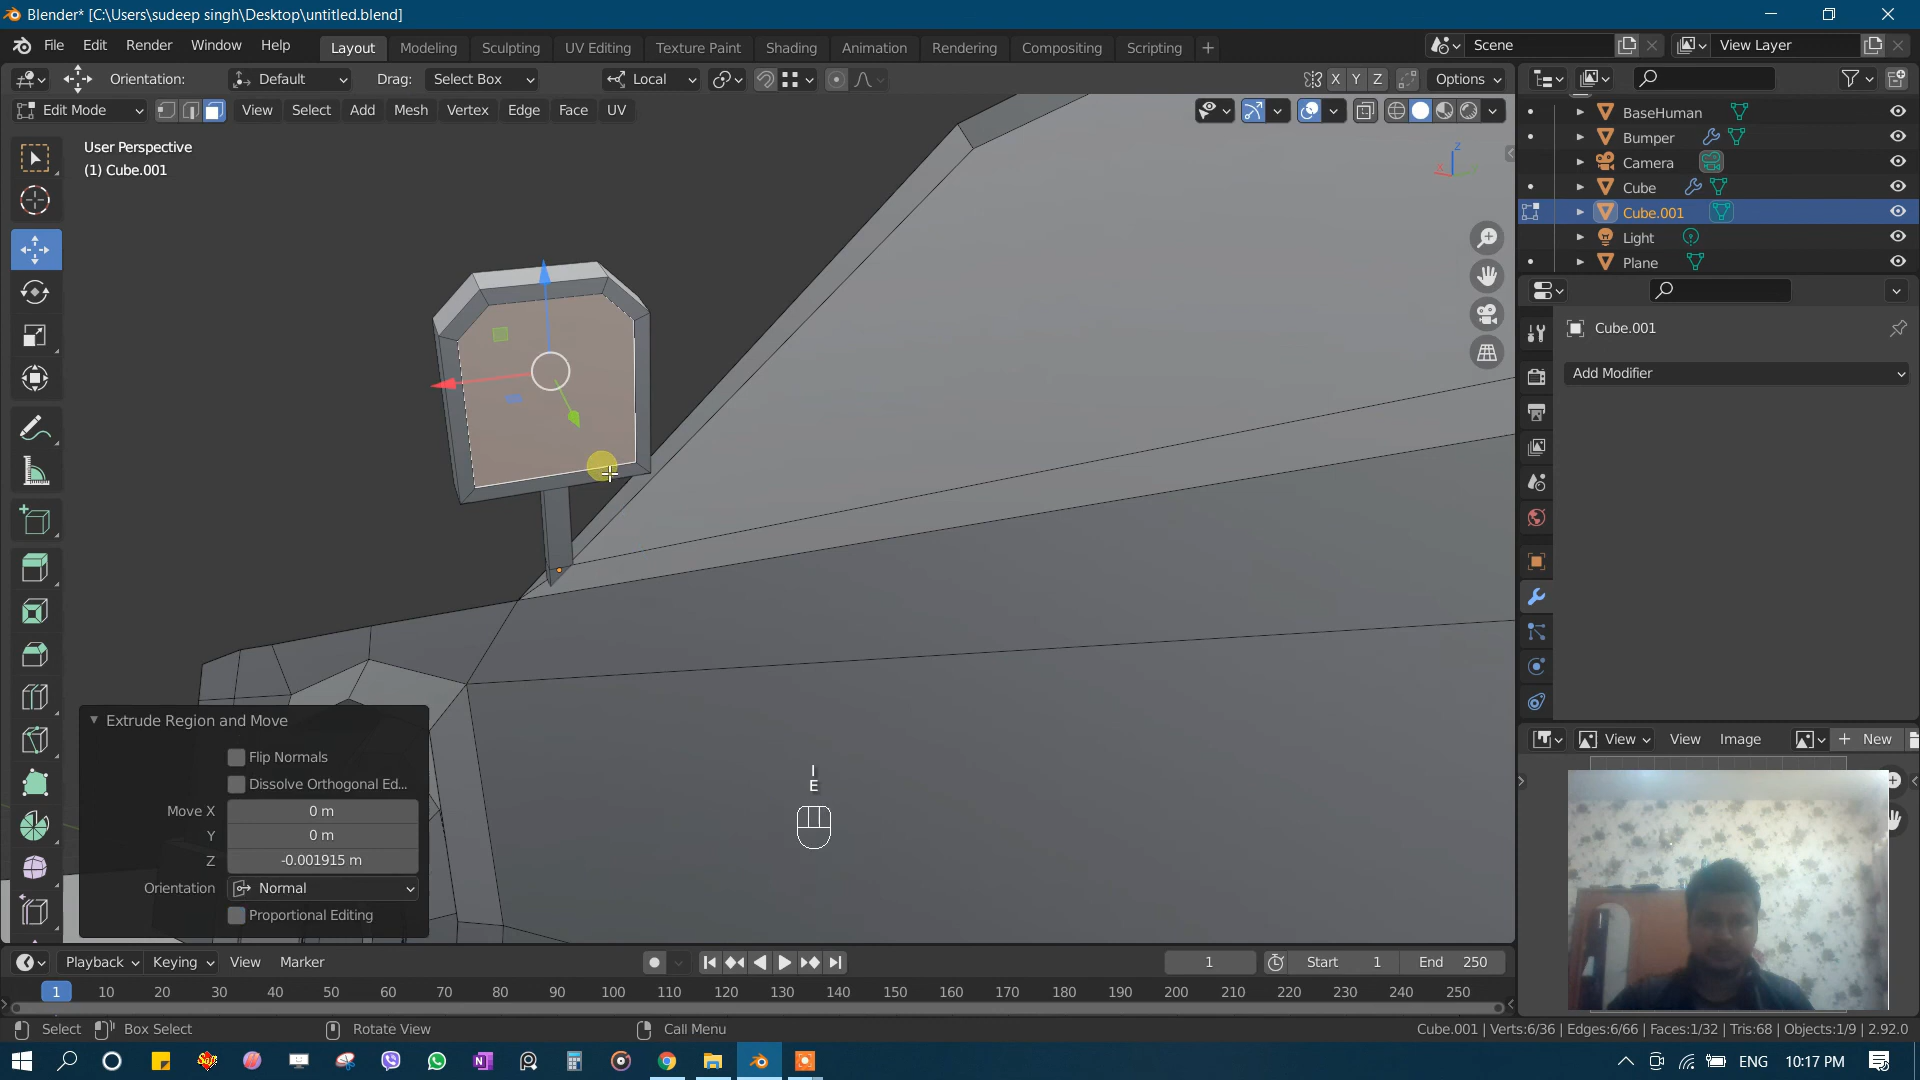 Blender* [C:\Users\sudeep singh\Desktop\untitled.blend]
File Edit Render Window Help Layout Modeling Sculpting UV Editing Texture Paint Shading Animation Rendering Compositing Scripting + Scene View Layer
Orientation: Default Drag: Select Box Local X Y Z Options
Edit Mode View Select Add Mesh Vertex Edge Face UV
User Perspective
(1) Cube.001
Z
BaseHuman
Bumper
Camera
Cube
Cube.001
Light
Plane
Cube.001
Add Modifier
View View Image + New
Extrude Region and Move
Flip Normals
Dissolve Orthogonal Ed...
Move X 0 m
Y 0 m
Z -0.001915 m
Orientation Normal
Proportional Editing
I
E
Playback Keying View Marker 1 Start 1 End 250
1 10 20 30 40 50 60 70 80 90 100 110 120 130 140 150 160 170 180 190 200 210 220 230 240 250
Select Box Select Rotate View Call Menu Cube.001 | Verts:6/36 | Edges:6/66 | Faces:1/32 | Tris:68 | Objects:1/9 | 2.92.0
ENG 10:17 PM